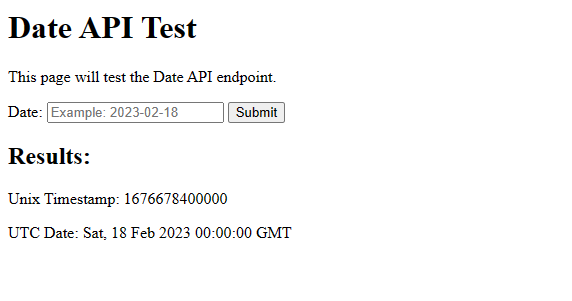 Date API Test
This page will test the Date API endpoint.
Date: Example: 2023-02-18 Submit
Results:
Unix Timestamp: 1676678400000
UTC Date: Sat, 18 Feb 2023 00:00:00 GMT